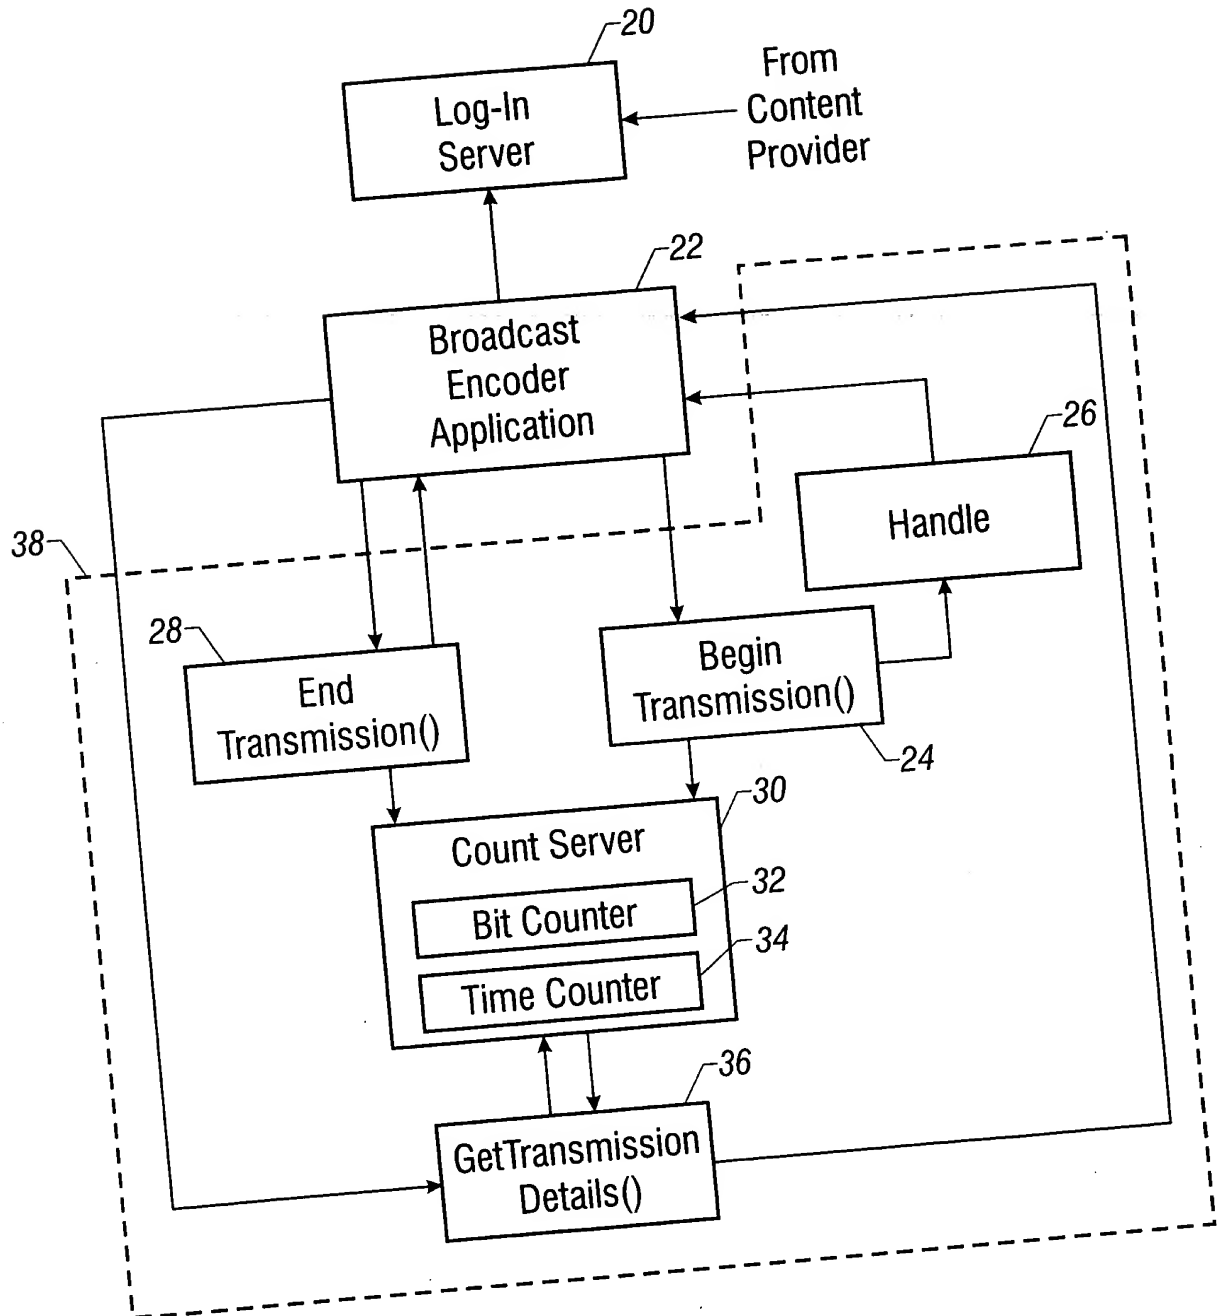 20
From
Content
Provider
Log-In
Server
22
Broadcast
Encoder
Application
26
Handle
38
28
End
Transmission()
Begin
Transmission()
24
30
Count Server
32
Bit Counter
34
Time Counter
36
GetTransmission
Details()